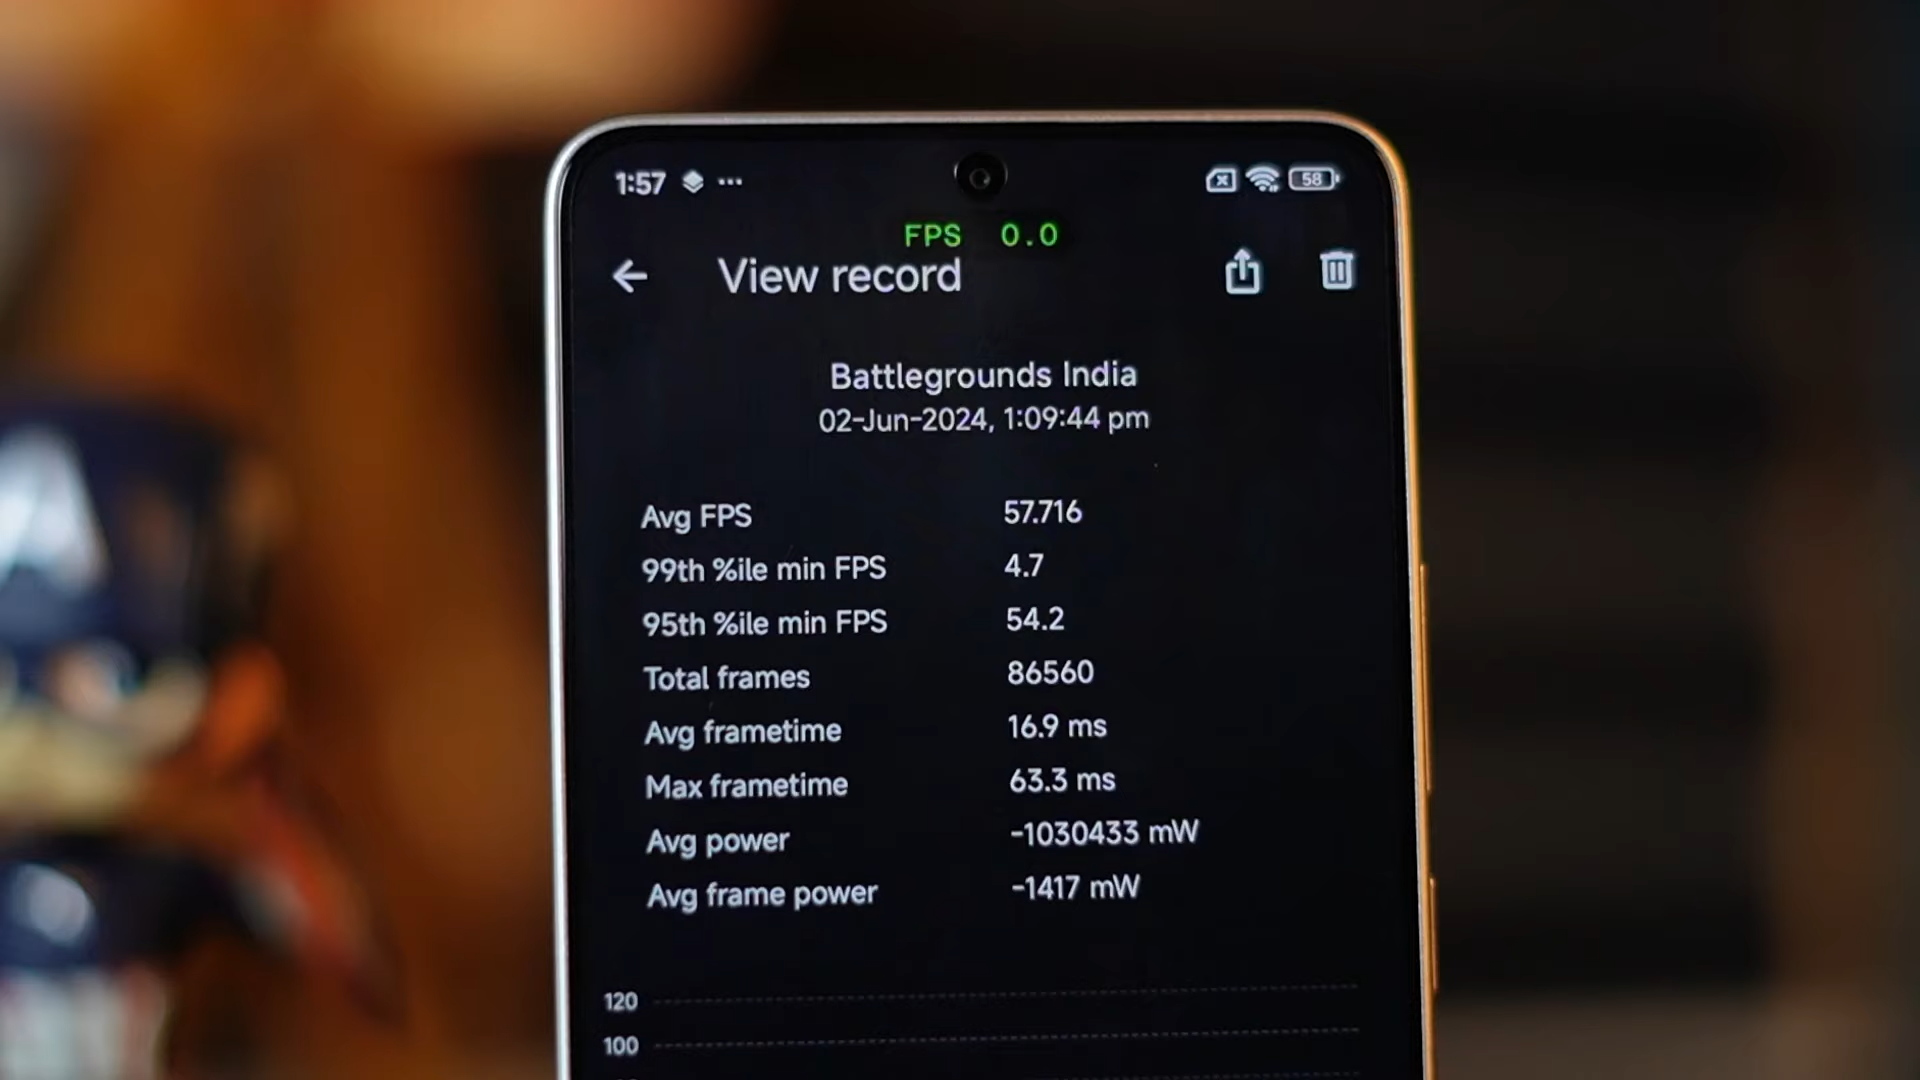 1:57 ... 58
FPS 0.0
View record
Battlegrounds India
02-Jun-2024, 1:09:44 pm
Avg FPS 57.716
99th %ile min FPS 4.7
95th %ile min FPS 54.2
Total frames 86560
Avg frametime 16.9 ms
Max frametime 63.3 ms
Avg power -1030433 mW
Avg frame power -1417 mW
120
100